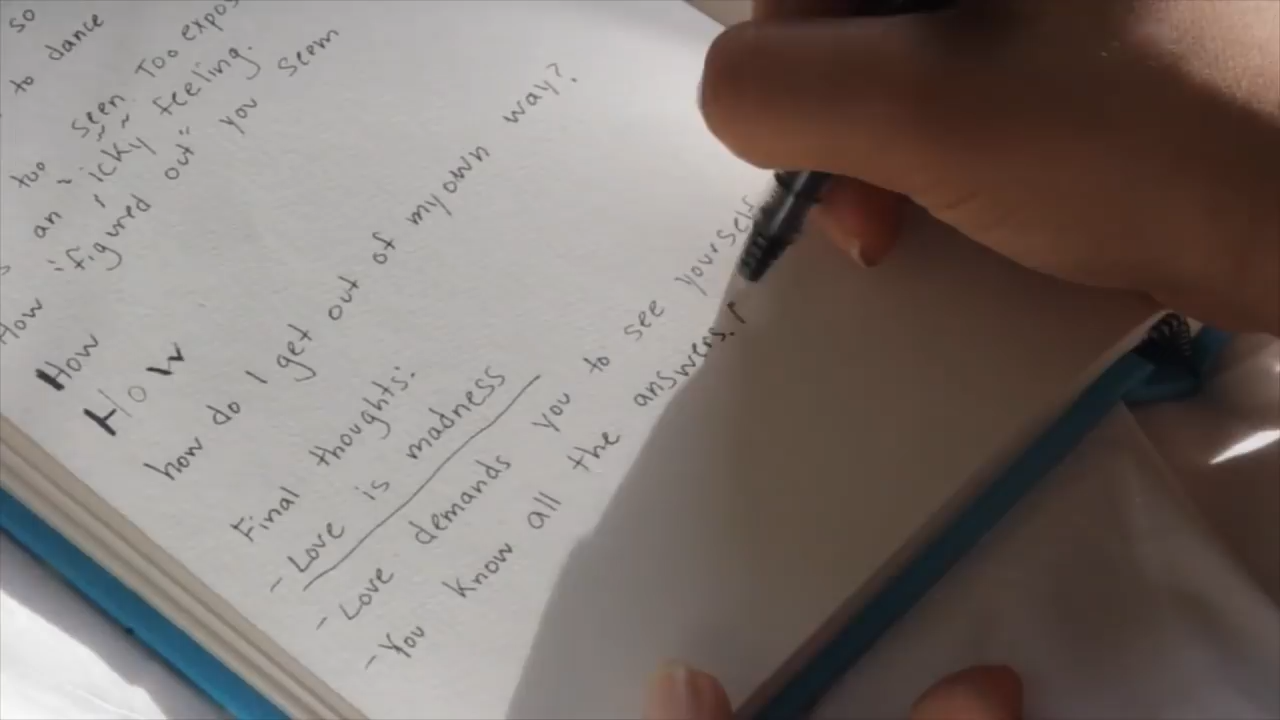 so
to dance
too seen Too expo
an "icky feeling.
How "figured out" you seem
How
How
how do I get out of my own way?
Final thoughts:
- Love is madness
- Love demands you to see yourself
- You know all the answers.